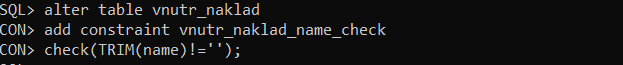 SQL> alter table vnutr_naklad
CON> add constraint vnutr_naklad_name_check
CON> check(TRIM(name)!='');